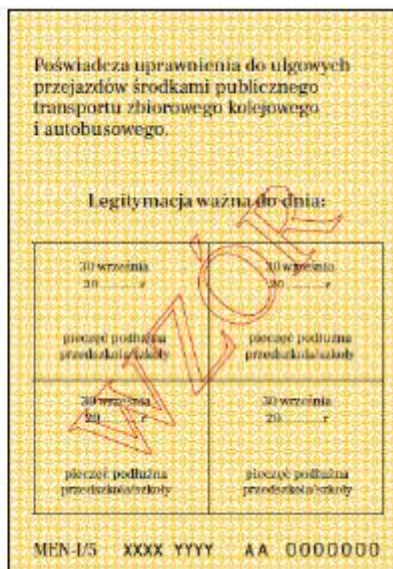 Poświadcza uprawnienia do ulgowych
przejazdów środkami publicznego
transportu zbiorowego kolejowego
i autobusowego.
Legitymacja ważna do dnia:
30 września
20...........r
pieczęć podłużna
przedszkola/szkoły
30 września
20...........r
pieczęć podłużna
przedszkola/szkoły
30 września
20...........r
pieczęć podłużna
przedszkola/szkoły
30 września
20...........r
pieczęć podłużna
przedszkola/szkoły
WZÓR
MEN-I/5 XXXX YYYY AA 0000000